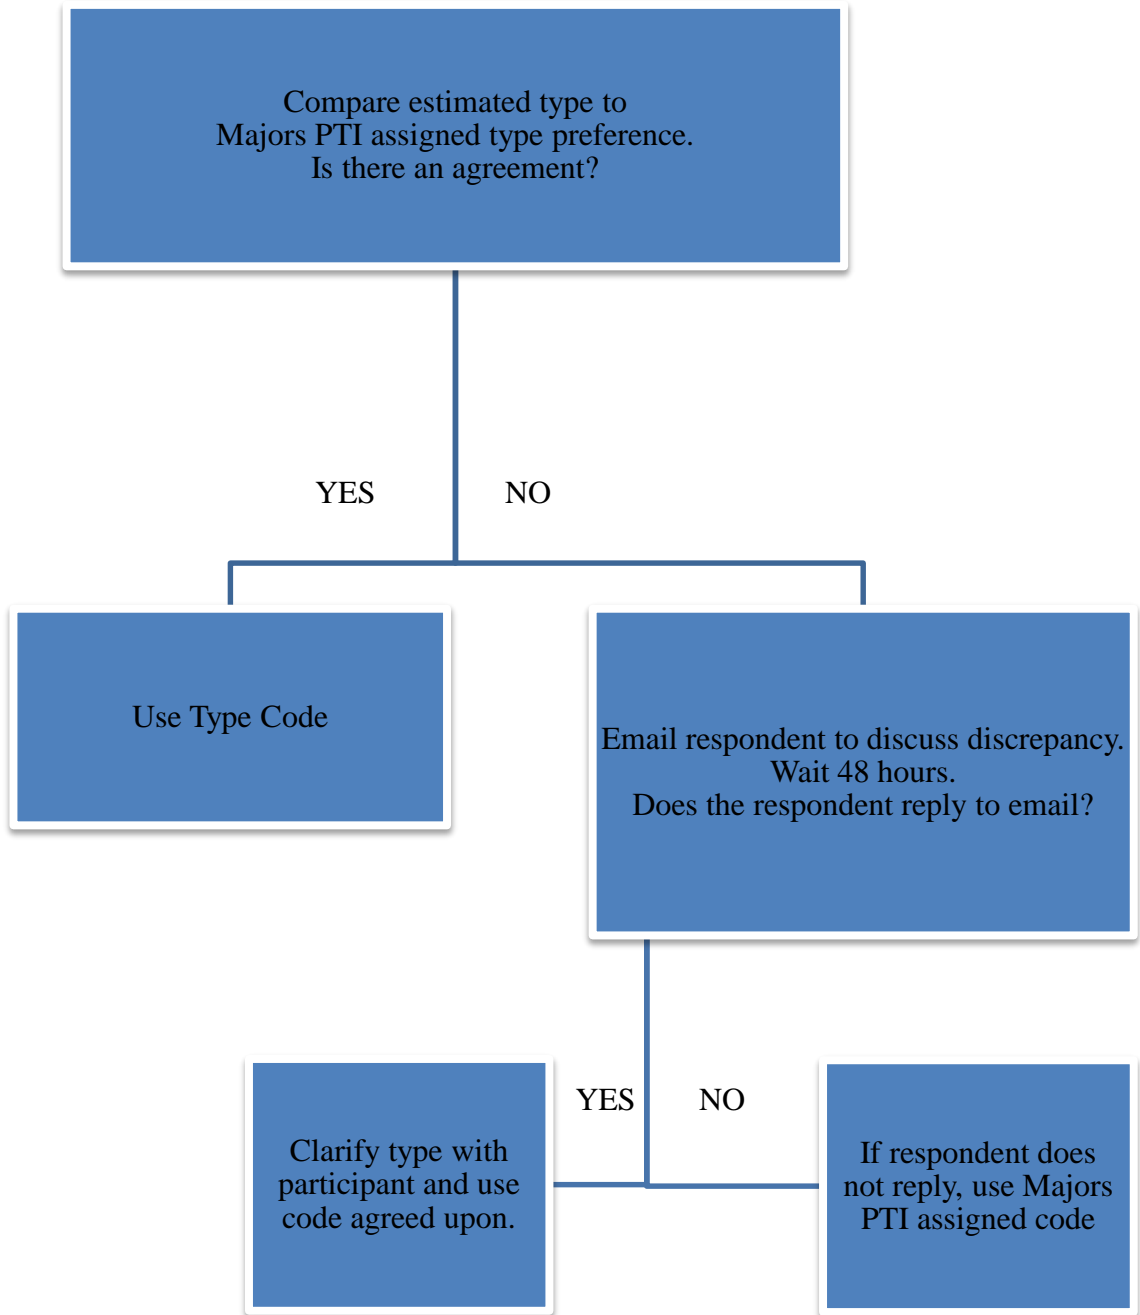 Compare estimated type to
Majors PTI assigned type preference.
Is there an agreement?
YES
NO
Use Type Code
Email respondent to discuss discrepancy.
Wait 48 hours.
Does the respondent reply to email?
YES
NO
Clarify type with
participant and use
code agreed upon.
If respondent does
not reply, use Majors
PTI assigned code